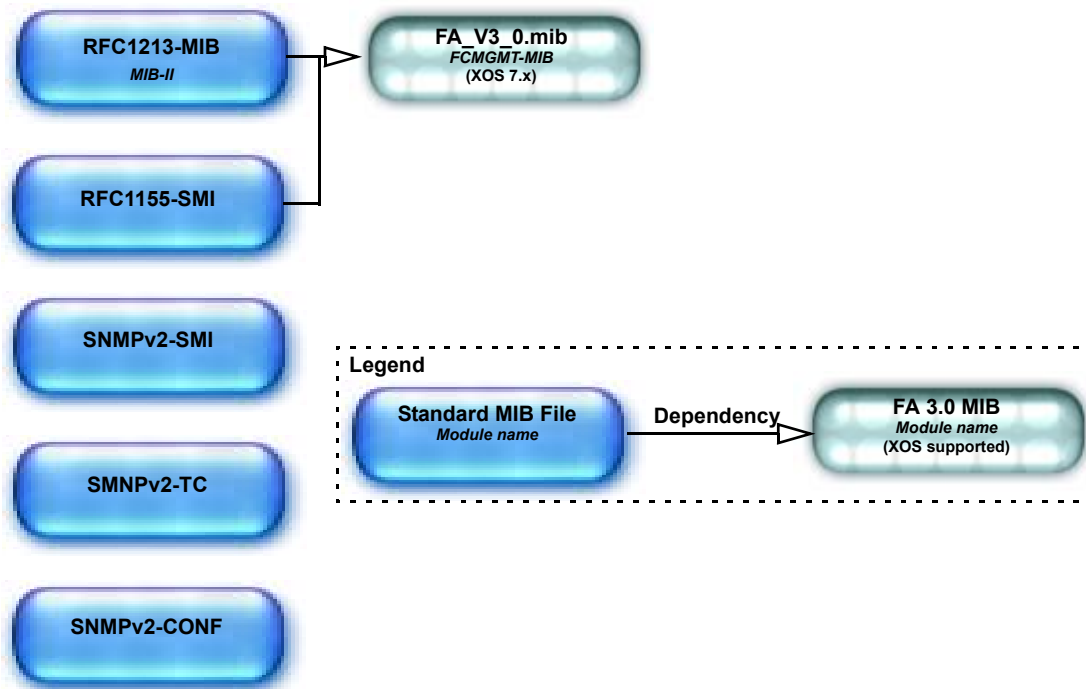 RFC1213-MIB
MIB-II
FA_V3_0.mib
FCMGMT-MIB
(XOS 7.x)
RFC1155-SMI
SNMPv2-SMI
Legend
Standard MIB File
Module name
Dependency
FA 3.0 MIB
Module name
(XOS supported)
SMNPv2-TC
SNMPv2-CONF